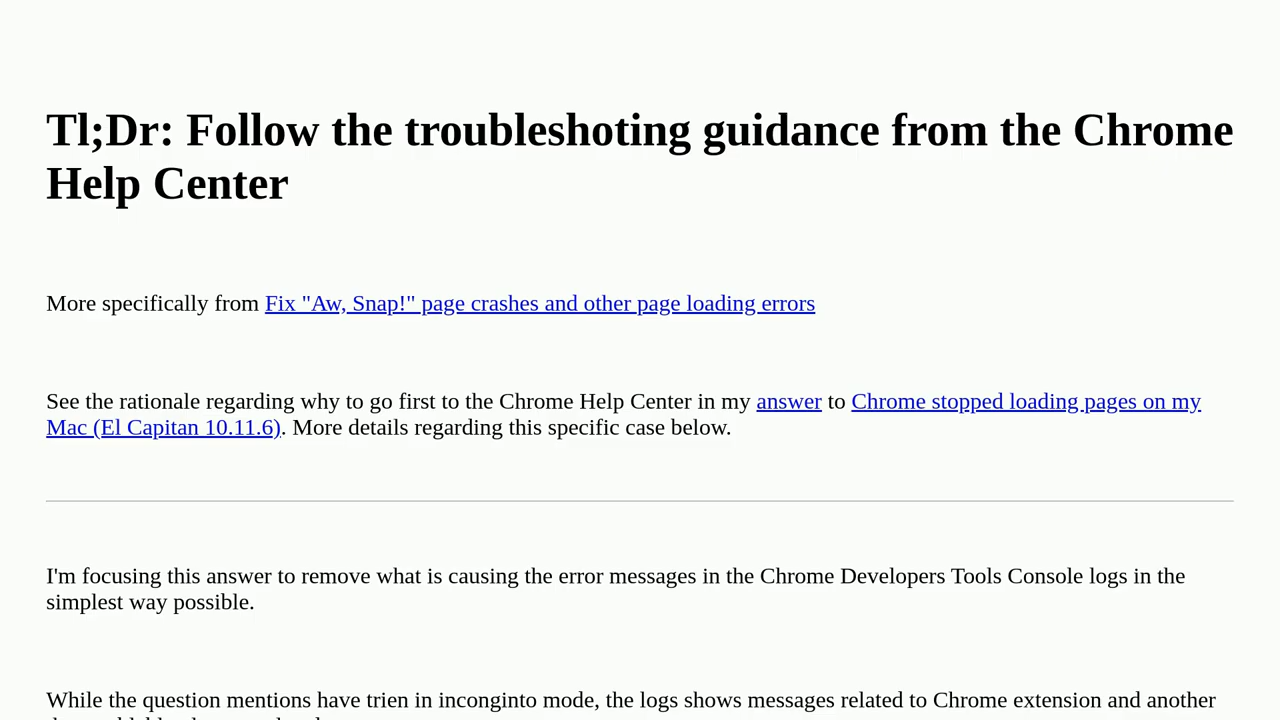 Tl;Dr: Follow the troubleshoting guidance from the Chrome
Help Center
More specifically from Fix "Aw, Snap!" page crashes and other page loading errors
See the rationale regarding why to go first to the Chrome Help Center in my answer to Chrome stopped loading pages on my
Mac (El Capitan 10.11.6). More details regarding this specific case below.
I'm focusing this answer to remove what is causing the error messages in the Chrome Developers Tools Console logs in the
simplest way possible.
While the question mentions have trien in inconginto mode, the logs shows messages related to Chrome extension and another